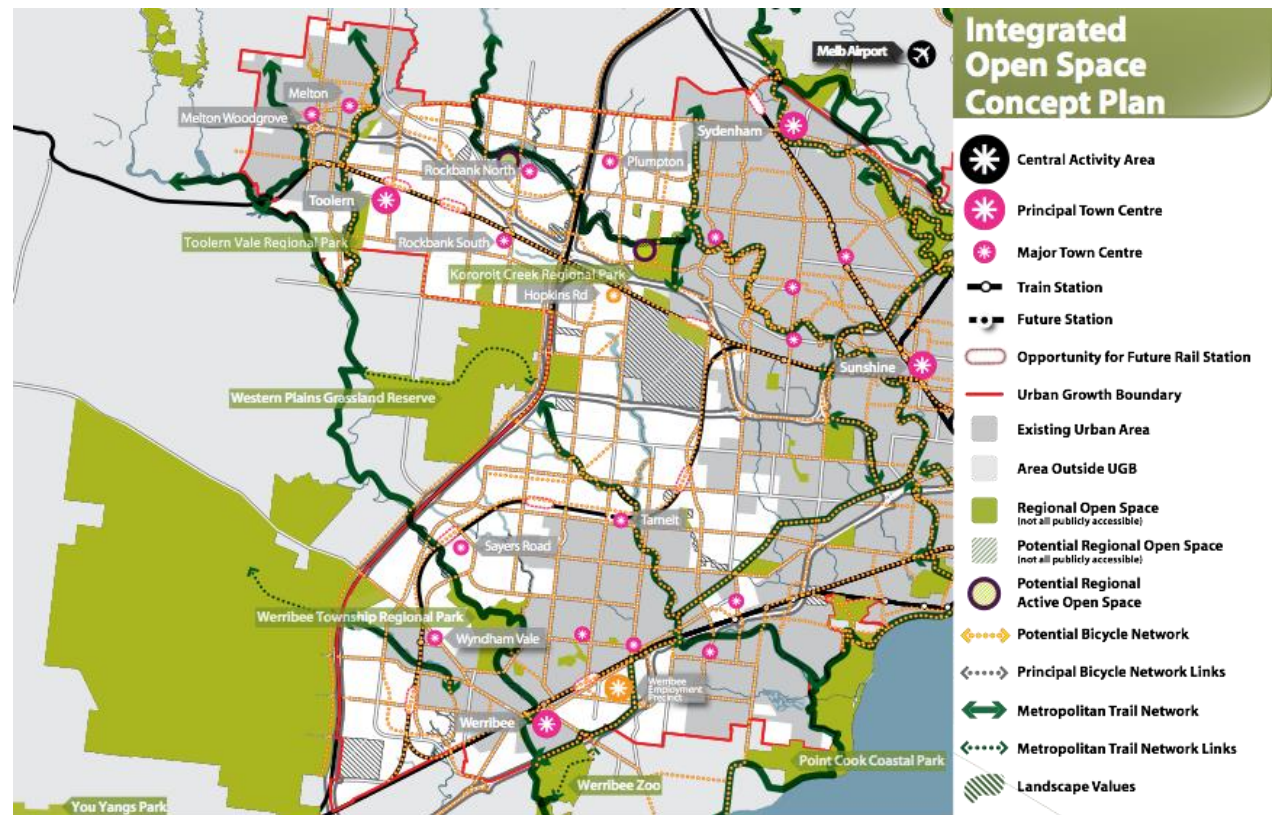 Integrated
Open Space
Concept Plan
Central Activity Area
Principal Town Centre
Major Town Centre
Train Station
Future Station
Opportunity for Future Rail Station
Urban Growth Boundary
Existing Urban Area
Area Outside UGB
Regional Open Space
(not all publicly accessible)
Potential Regional Open Space
(not all publicly accessible)
Potential Regional
Active Open Space
Potential Bicycle Network
Principal Bicycle Network Links
Metropolitan Trail Network
Metropolitan Trail Network Links
Landscape Values
Melb Airport
Melton
Melton Woodgrove
Sydenham
Plumpton
Rockbank North
Toolern
Toolern Vale Regional Park
Rockbank South
Kororoit Creek Regional Park
Hopkins Rd
Sunshine
Western Plains Grassland Reserve
Tarneit
Sayers Road
Werribee Township Regional Park
Wyndham Vale
Werribee
Employment
Precinct
Werribee
Point Cook Coastal Park
Werribee Zoo
You Yangs Park